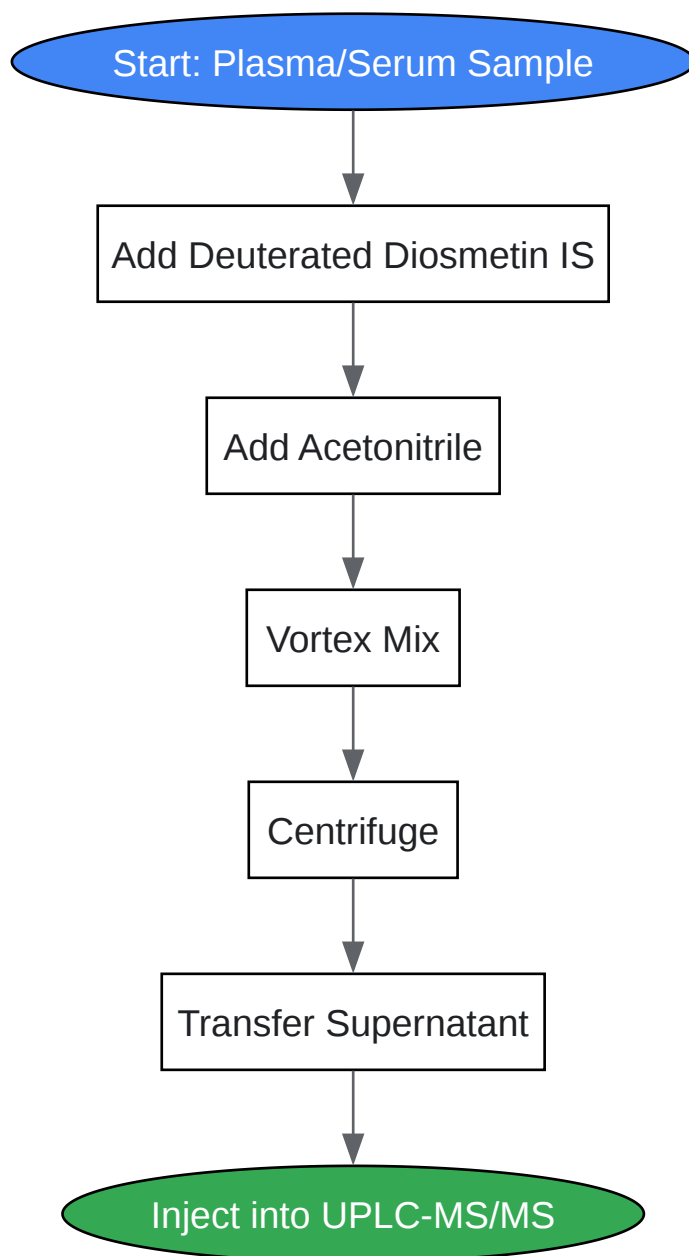 Start: Plasma/Serum Sample
Add Deuterated Diosmetin IS
Add Acetonitrile
Vortex Mix
Centrifuge
Transfer Supernatant
Inject into UPLC-MS/MS